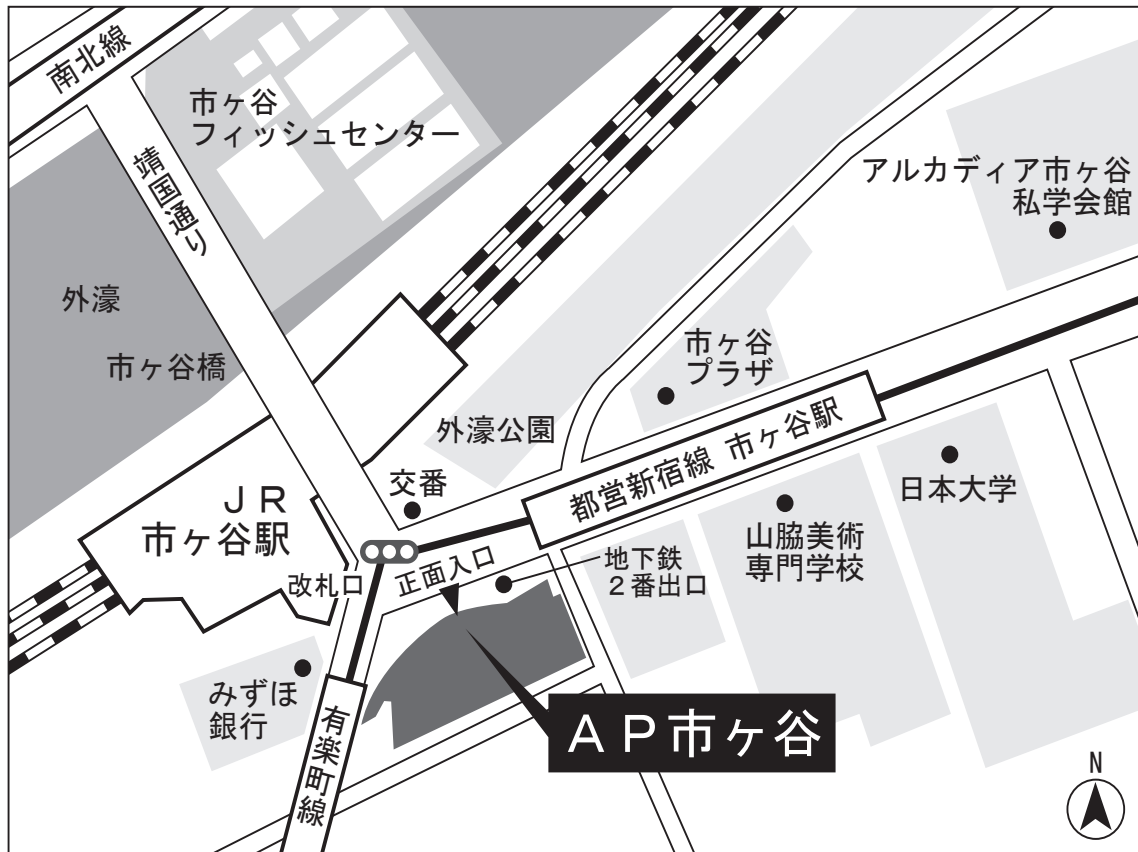 南北線
市ヶ谷
フィッシュセンター
靖国通り
アルカディア市ヶ谷
私学会館
外濠
市ヶ谷橋
市ヶ谷
プラザ
外濠公園
都営新宿線 市ヶ谷駅
交番
日本大学
ＪＲ
市ヶ谷駅
山脇美術
専門学校
改札口
正面入口
地下鉄
２番出口
みずほ
銀行
有楽町線
ＡＰ市ヶ谷
N